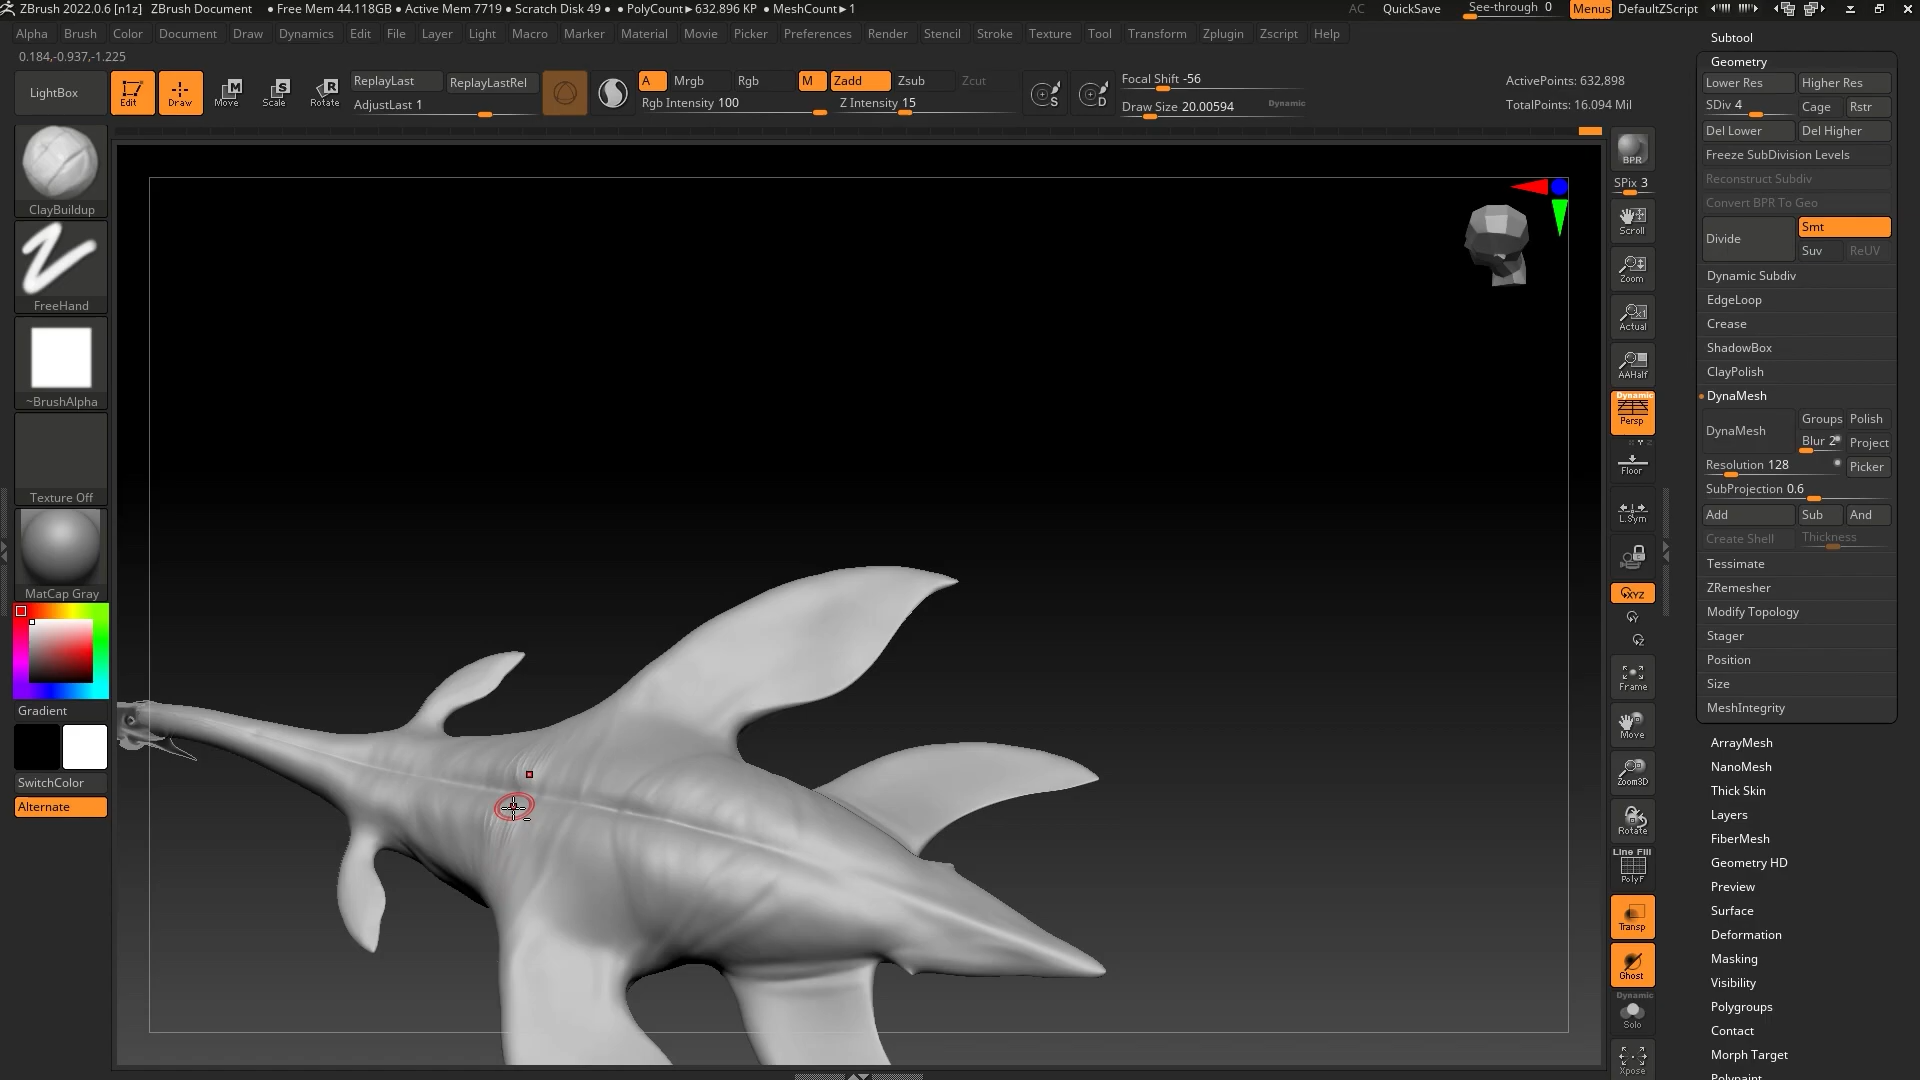 ZBrush 2022.0.6 [n1z] ZBrush Document ● Free Mem 44.118GB ● Active Mem 7719 ● Scratch Disk 49 ● ● PolyCount►632,896 KP ● MeshCount►1 AC QuickSave See-through 0 Menus DefaultZScript
Alpha Brush Color Document Draw Dynamics Edit File Layer Light Macro Marker Material Movie Picker Preferences Render Stencil Stroke Texture Tool Transform Zplugin Zscript Help
0.184,-0.937,-1.225
LightBox
Edit
Draw
Move
Scale
Rotate
ReplayLast
ReplayLastRel
AdjustLast 1
A
Mrgb
Rgb
M
Zadd
Zsub
Zcut
Rgb Intensity 100
Z Intensity 15
S
D
Focal Shift -56
Draw Size 20.00594
Dynamic
ActivePoints: 632,898
TotalPoints: 16.094 Mil
ClayBuildup
FreeHand
~BrushAlpha
Texture Off
MatCap Gray
Gradient
SwitchColor
Alternate
BPR
SPix 3
Scroll
Zoom
Actual
AAHalf
Dynamic
Persp
Floor
L.Sym
XYZ
Y
Z
Frame
Move
Zoom3D
Rotate
Line Fill
PolyF
Transp
Ghost
Dynamic
Solo
Xpose
Subtool
Geometry
Lower Res Higher Res
SDiv 4 Cage Rstr
Del Lower Del Higher
Freeze SubDivision Levels
Reconstruct Subdiv
Convert BPR To Geo
Divide
Smt
Suv ReUV
Dynamic Subdiv
EdgeLoop
Crease
ShadowBox
ClayPolish
DynaMesh
DynaMesh
Groups Polish
Blur 2 Project
Resolution 128 Picker
SubProjection 0.6
Add Sub And
Create Shell Thickness
Tessimate
ZRemesher
Modify Topology
Stager
Position
Size
MeshIntegrity
ArrayMesh
NanoMesh
Thick Skin
Layers
FiberMesh
Geometry HD
Preview
Surface
Deformation
Masking
Visibility
Polygroups
Contact
Morph Target
Polypaint